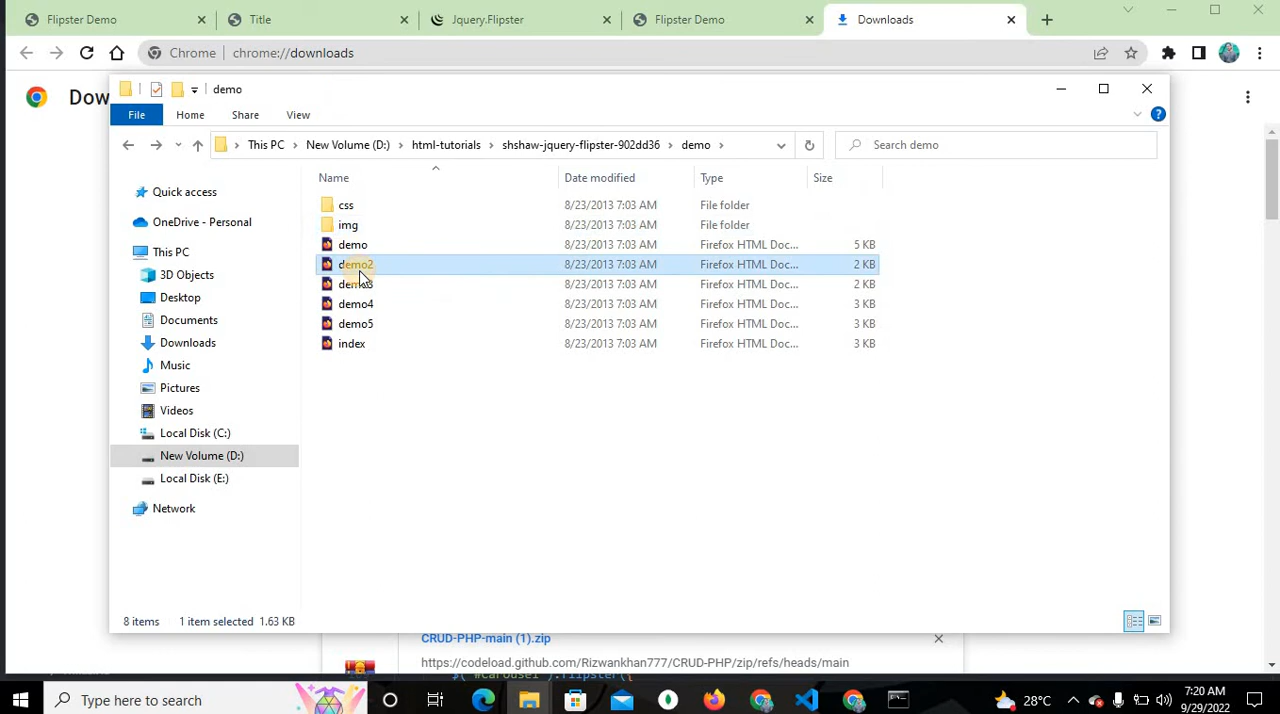 Flipster Demo
Title
Jquery.Flipster
Flipster Demo
Downloads
Chrome
chrome://downloads
Dow
demo
File
Home
Share
View
This PC
New Volume (D:)
html-tutorials
shshaw-jquery-flipster-902dd36
demo
Search demo
Name
Date modified
Type
Size
Quick access
OneDrive - Personal
This PC
3D Objects
Desktop
Documents
Downloads
Music
Pictures
Videos
Local Disk (C:)
New Volume (D:)
Local Disk (E:)
Network
css 8/23/2013 7:03 AM File folder
img 8/23/2013 7:03 AM File folder
demo 8/23/2013 7:03 AM Firefox HTML Doc... 5 KB
demo2 8/23/2013 7:03 AM Firefox HTML Doc... 2 KB
demo3 8/23/2013 7:03 AM Firefox HTML Doc... 2 KB
demo4 8/23/2013 7:03 AM Firefox HTML Doc... 3 KB
demo5 8/23/2013 7:03 AM Firefox HTML Doc... 3 KB
index 8/23/2013 7:03 AM Firefox HTML Doc... 3 KB
8 items 1 item selected 1.63 KB
CRUD-PHP-main (1).zip
https://codeload.github.com/Rizwankhan777/CRUD-PHP/zip/refs/heads/main
$("#carousel").flipster({
Type here to search
28°C
7:20 AM
9/29/2022